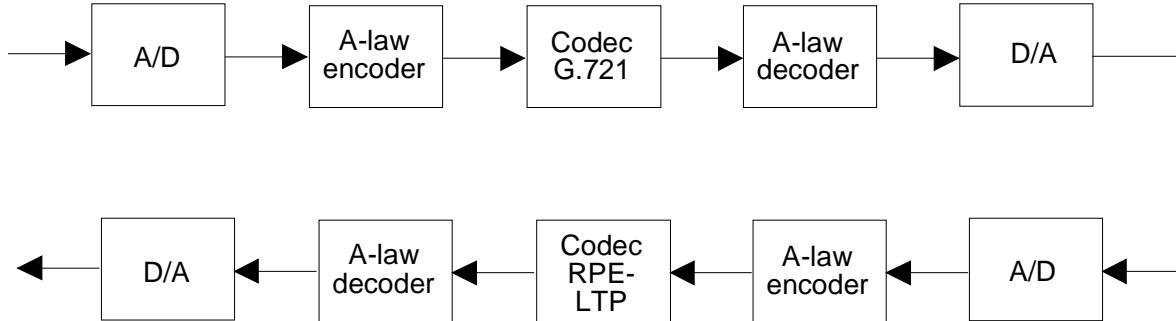 A/D
A-law
encoder
Codec
G.721
A-law
decoder
D/A
D/A
A-law
decoder
Codec
RPE-
LTP
A-law
encoder
A/D